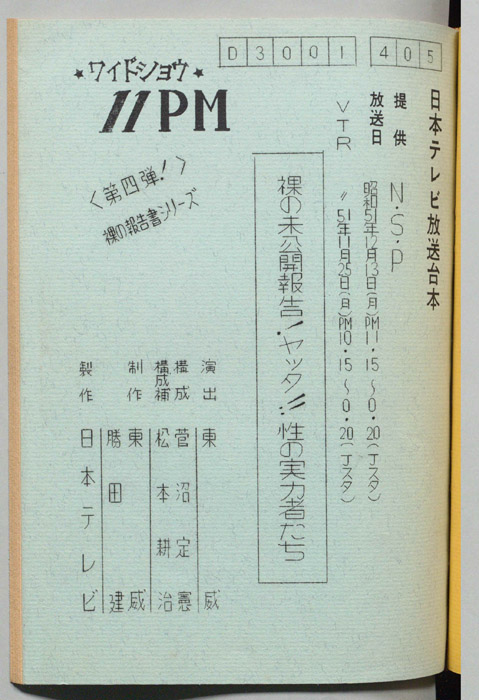 D3001 405
日本テレビ放送台本
提供 N・S・P
放送日 昭和51年12月13日(月)PM11・15~0・20(Jスタ)
VTR 〃51年11月25日(月)PM10・15~0・20(Jスタ)
裸の未公開報告!ヤッタ!!性の実力者たち
★ワイドショウ★
11PM
<第四弾!>
裸の報告書シリーズ
演出 東 威
構成 菅沼定憲
構成補 松本耕治
制作 東 威
勝田 建
製作 日本テレビ